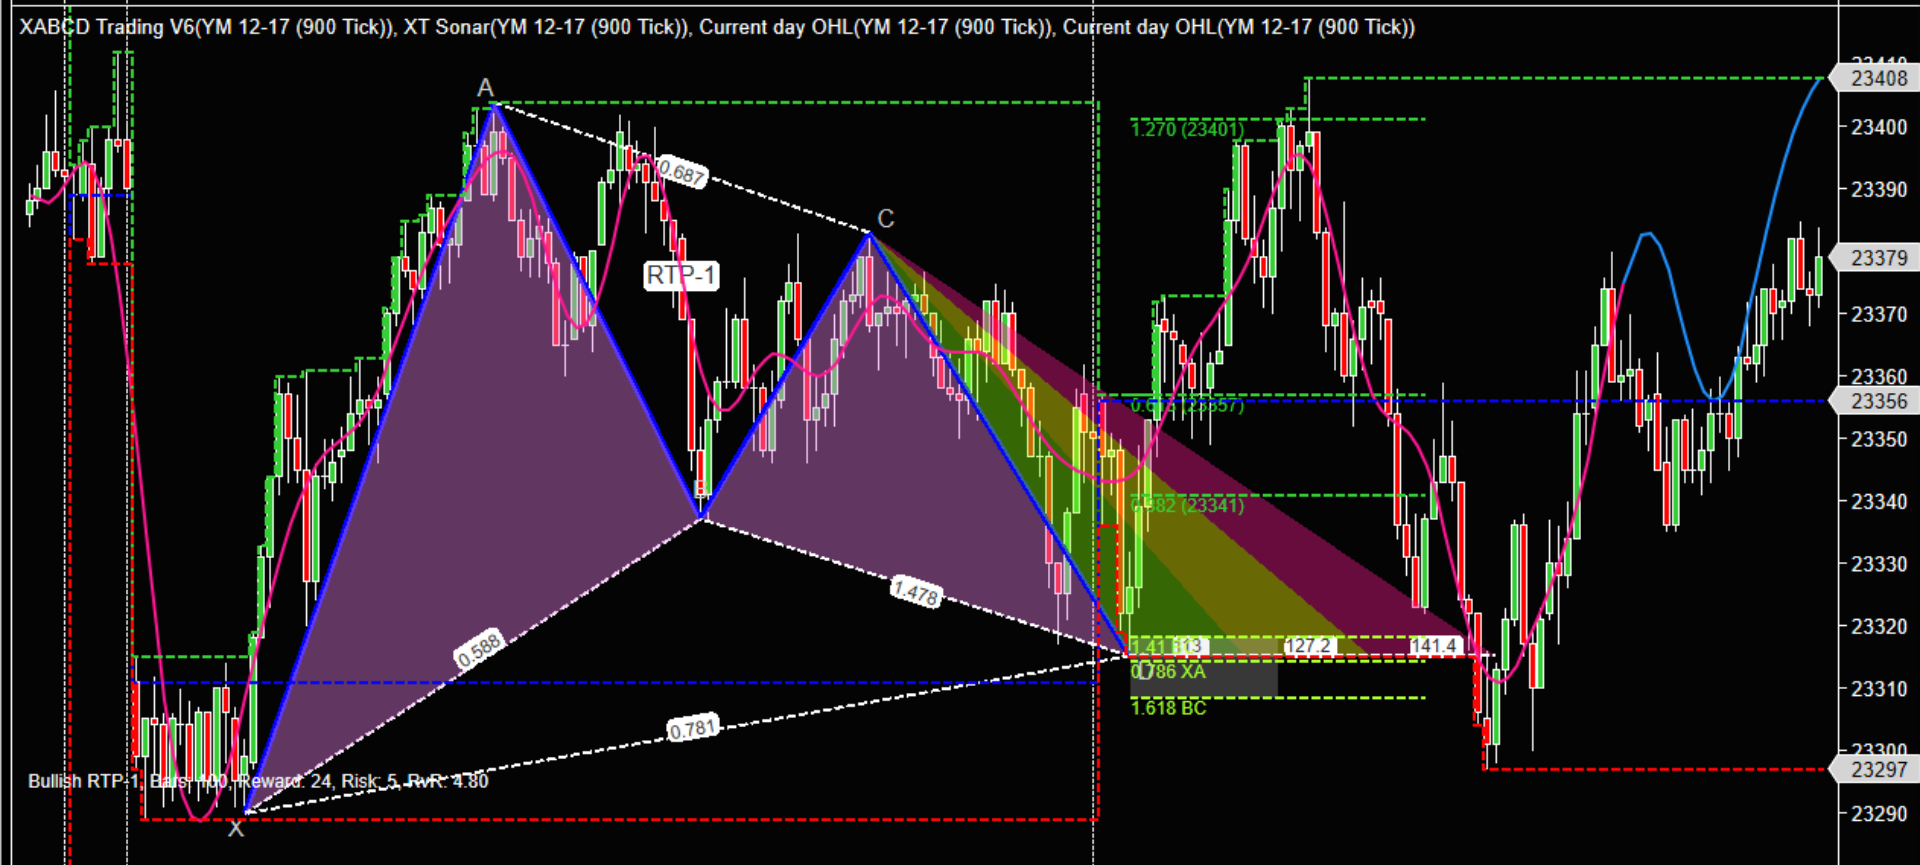 XABCD Trading V6(YM 12-17 (900 Tick)), XT Sonar(YM 12-17 (900 Tick)), Current day OHL(YM 12-17 (900 Tick)), Current day OHL(YM 12-17 (900 Tick))
23408
A
23400
1.270 (23401)
0.687
23390
C
23379
RTP-1
23370
23360
(23357)
23356
23350
23340
(23341)
23330
1.478
23320
0.588
127.2
141.4
D
0.786 XA
23310
1.618 BC
0.781
23300
23297
Bullish RTP-1, Bars: 100, Reward: 24, Risk: 5, RvR: 4.80
23290
X